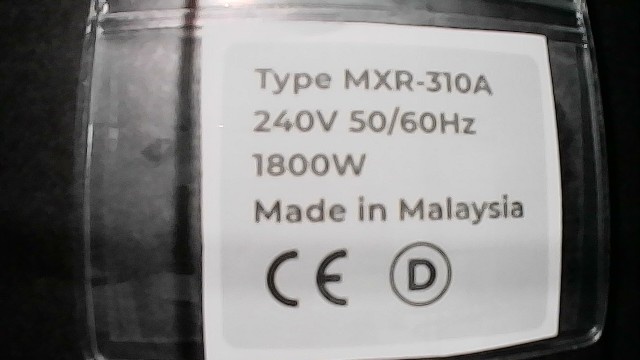 Type MXR-310A
240V 50/60Hz
1800W
Made in Malaysia
CE D